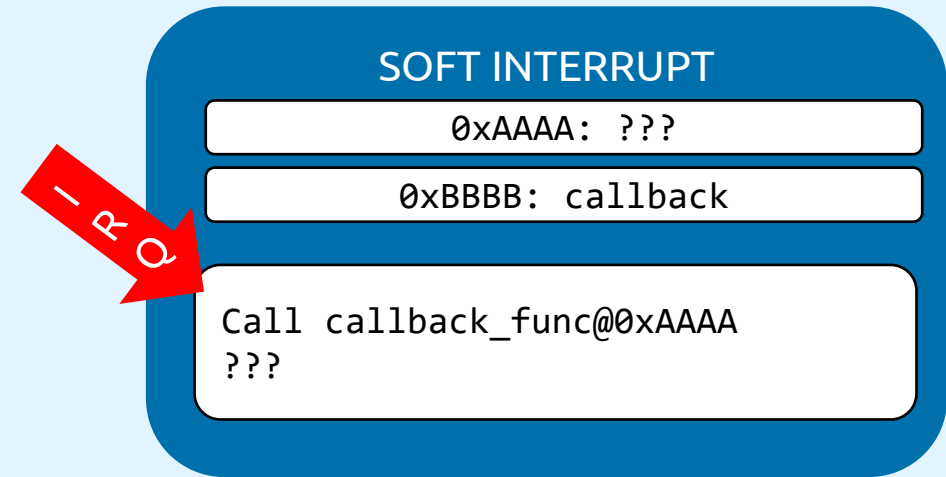 SOFT INTERRUPT
0xAAAA: ???
0xBBBB: callback
IRQ
Call callback_func@0xAAAA
???